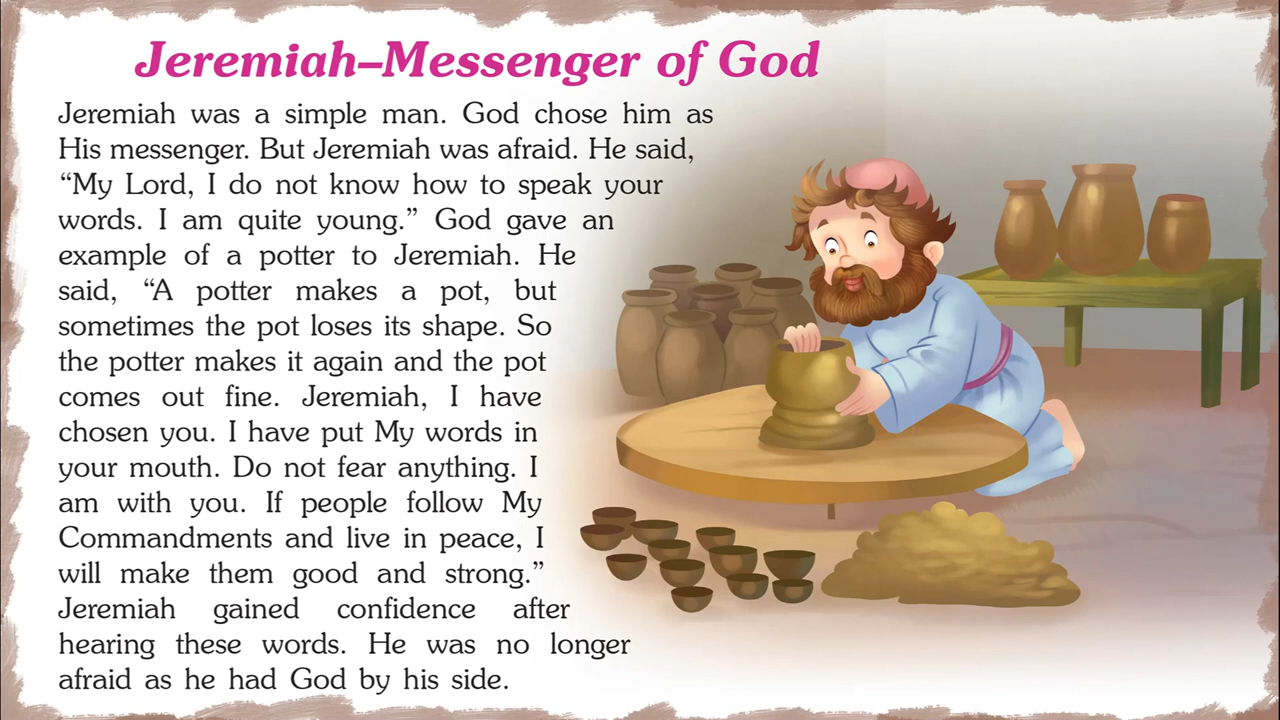 Jeremiah–Messenger of God
Jeremiah was a simple man. God chose him as
His messenger. But Jeremiah was afraid. He said,
“My Lord, I do not know how to speak your
words. I am quite young.” God gave an
example of a potter to Jeremiah. He
said, “A potter makes a pot, but
sometimes the pot loses its shape. So
the potter makes it again and the pot
comes out fine. Jeremiah, I have
chosen you. I have put My words in
your mouth. Do not fear anything. I
am with you. If people follow My
Commandments and live in peace, I
will make them good and strong.”
Jeremiah gained confidence after
hearing these words. He was no longer
afraid as he had God by his side.